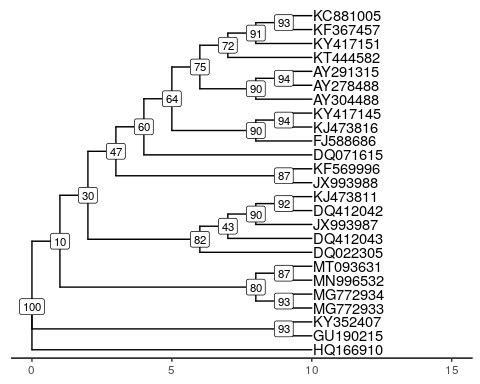 93 KC881005
91 KF367457
72 KY417151
75 KT444582
94 AY291315
64 90 AY278488
AY304488
60 94 KY417145
90 KJ473816
47 FJ588686
DQ071615
87 KF569996
30 JX993988
92 KJ473811
90 DQ412042
43 JX993987
10 82 DQ412043
DQ022305
87 MT093631
80 MN996532
93 MG772934
100 MG772933
93 KY352407
GU190215
HQ166910
0 5 10 15